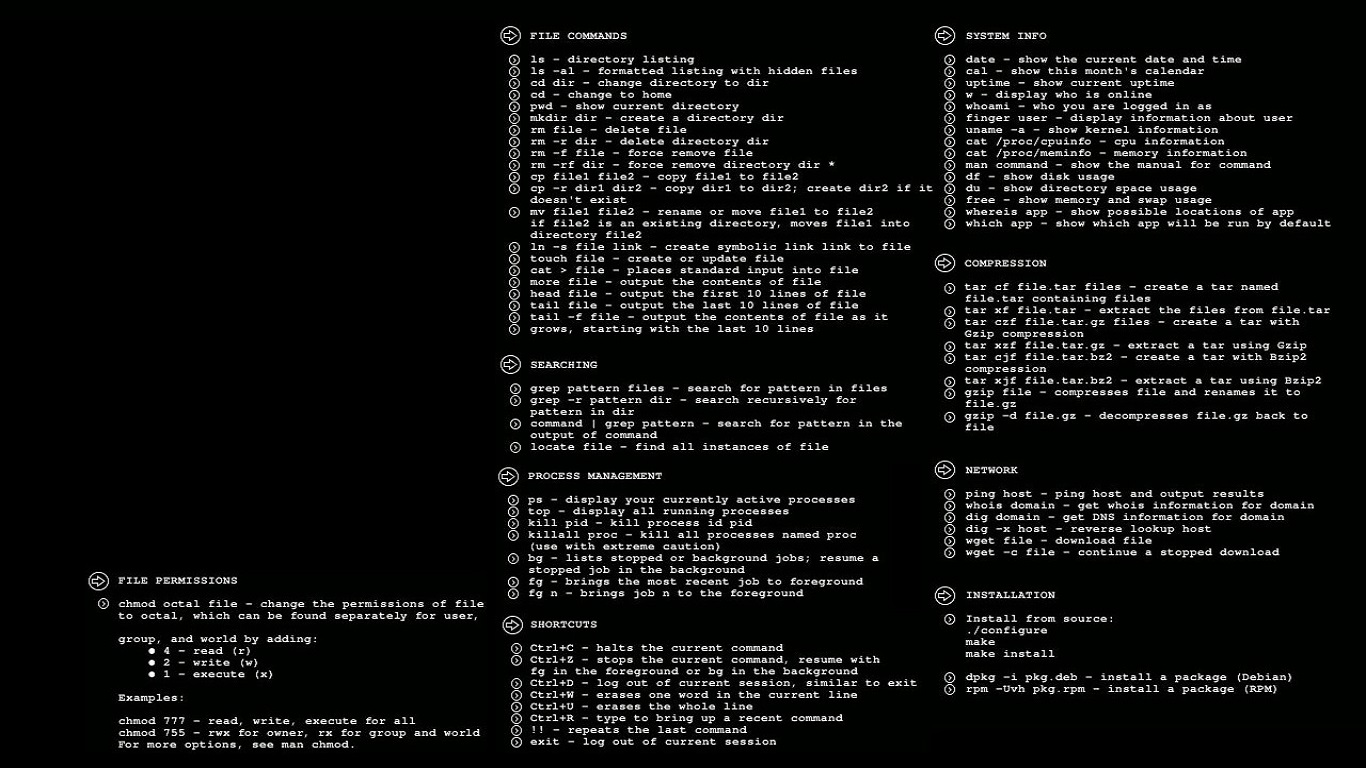 FILE COMMANDS
ls - directory listing
ls -al - formatted listing with hidden files
cd dir - change directory to dir
cd - change to home
pwd - show current directory
mkdir dir - create a directory dir
rm file - delete file
rm -r dir - delete directory dir
rm -f file - force remove file
rm -rf dir - force remove directory dir *
cp file1 file2 - copy file1 to file2
cp -r dir1 dir2 - copy dir1 to dir2; create dir2 if it
doesn't exist
mv file1 file2 - rename or move file1 to file2
if file2 is an existing directory, moves file1 into
directory file2
ln -s file link - create symbolic link link to file
touch file - create or update file
cat > file - places standard input into file
more file - output the contents of file
head file - output the first 10 lines of file
tail file - output the last 10 lines of file
tail -f file - output the contents of file as it
grows, starting with the last 10 lines
SEARCHING
grep pattern files - search for pattern in files
grep -r pattern dir - search recursively for
pattern in dir
command | grep pattern - search for pattern in the
output of command
locate file - find all instances of file
PROCESS MANAGEMENT
ps - display your currently active processes
top - display all running processes
kill pid - kill process id pid
killall proc - kill all processes named proc
(use with extreme caution)
bg - lists stopped or background jobs; resume a
stopped job in the background
fg - brings the most recent job to foreground
fg n - brings job n to the foreground
FILE PERMISSIONS
chmod octal file - change the permissions of file
to octal, which can be found separately for user,
group, and world by adding:
● 4 - read (r)
● 2 - write (w)
● 1 - execute (x)
Examples:
chmod 777 - read, write, execute for all
chmod 755 - rwx for owner, rx for group and world
For more options, see man chmod.
SHORTCUTS
Ctrl+C - halts the current command
Ctrl+Z - stops the current command, resume with
fg in the foreground or bg in the background
Ctrl+D - log out of current session, similar to exit
Ctrl+W - erases one word in the current line
Ctrl+U - erases the whole line
Ctrl+R - type to bring up a recent command
!! - repeats the last command
exit - log out of current session
SYSTEM INFO
date - show the current date and time
cal - show this month's calendar
uptime - show current uptime
w - display who is online
whoami - who you are logged in as
finger user - display information about user
uname -a - show kernel information
cat /proc/cpuinfo - cpu information
cat /proc/meminfo - memory information
man command - show the manual for command
df - show disk usage
du - show directory space usage
free - show memory and swap usage
whereis app - show possible locations of app
which app - show which app will be run by default
COMPRESSION
tar cf file.tar files - create a tar named
file.tar containing files
tar xf file.tar - extract the files from file.tar
tar czf file.tar.gz files - create a tar with
Gzip compression
tar xzf file.tar.gz - extract a tar using Gzip
tar cjf file.tar.bz2 - create a tar with Bzip2
compression
tar xjf file.tar.bz2 - extract a tar using Bzip2
gzip file - compresses file and renames it to
file.gz
gzip -d file.gz - decompresses file.gz back to
file
NETWORK
ping host - ping host and output results
whois domain - get whois information for domain
dig domain - get DNS information for domain
dig -x host - reverse lookup host
wget file - download file
wget -c file - continue a stopped download
INSTALLATION
Install from source:
./configure
make
make install
dpkg -i pkg.deb - install a package (Debian)
rpm -Uvh pkg.rpm - install a package (RPM)